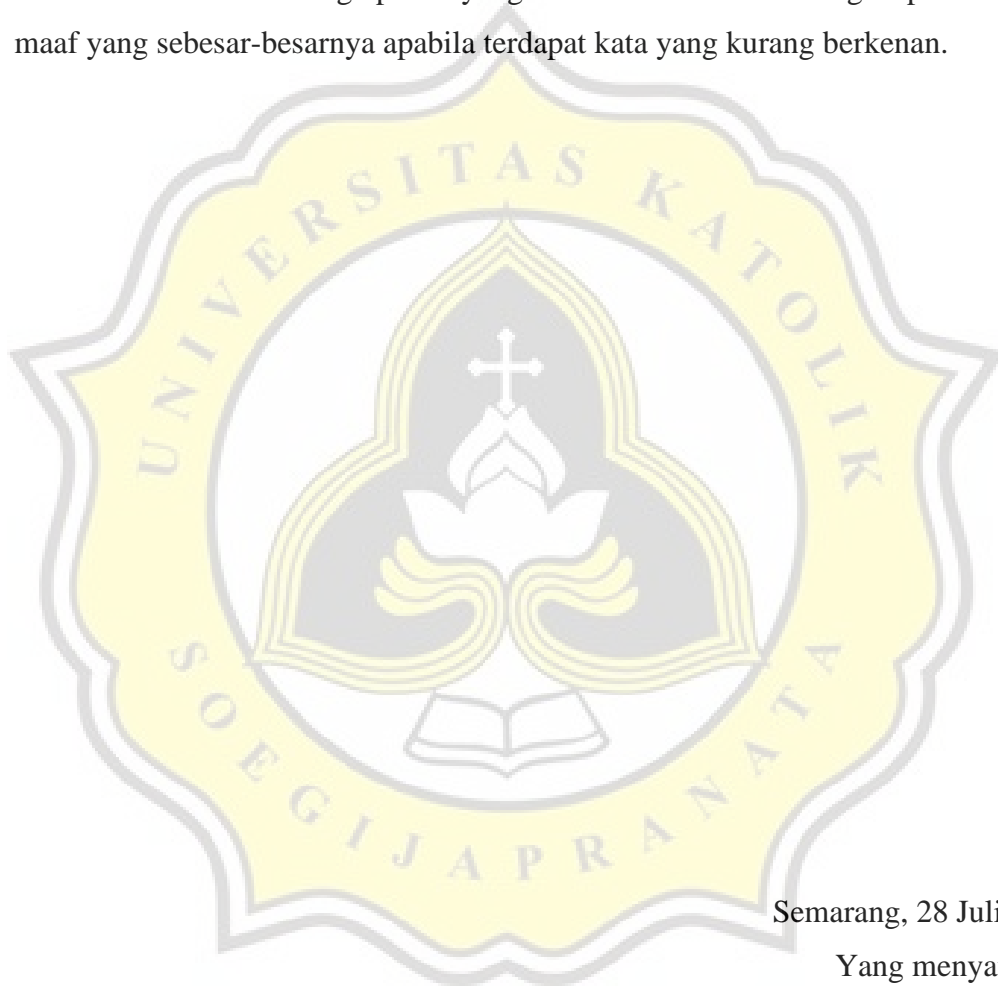 maaf yang sebesar-besarnya apabila terdapat kata yang kurang berkenan.
UNIVERSITAS KATOLIK
SOEGIJAPRANATA
Semarang, 28 Juli
Yang menya